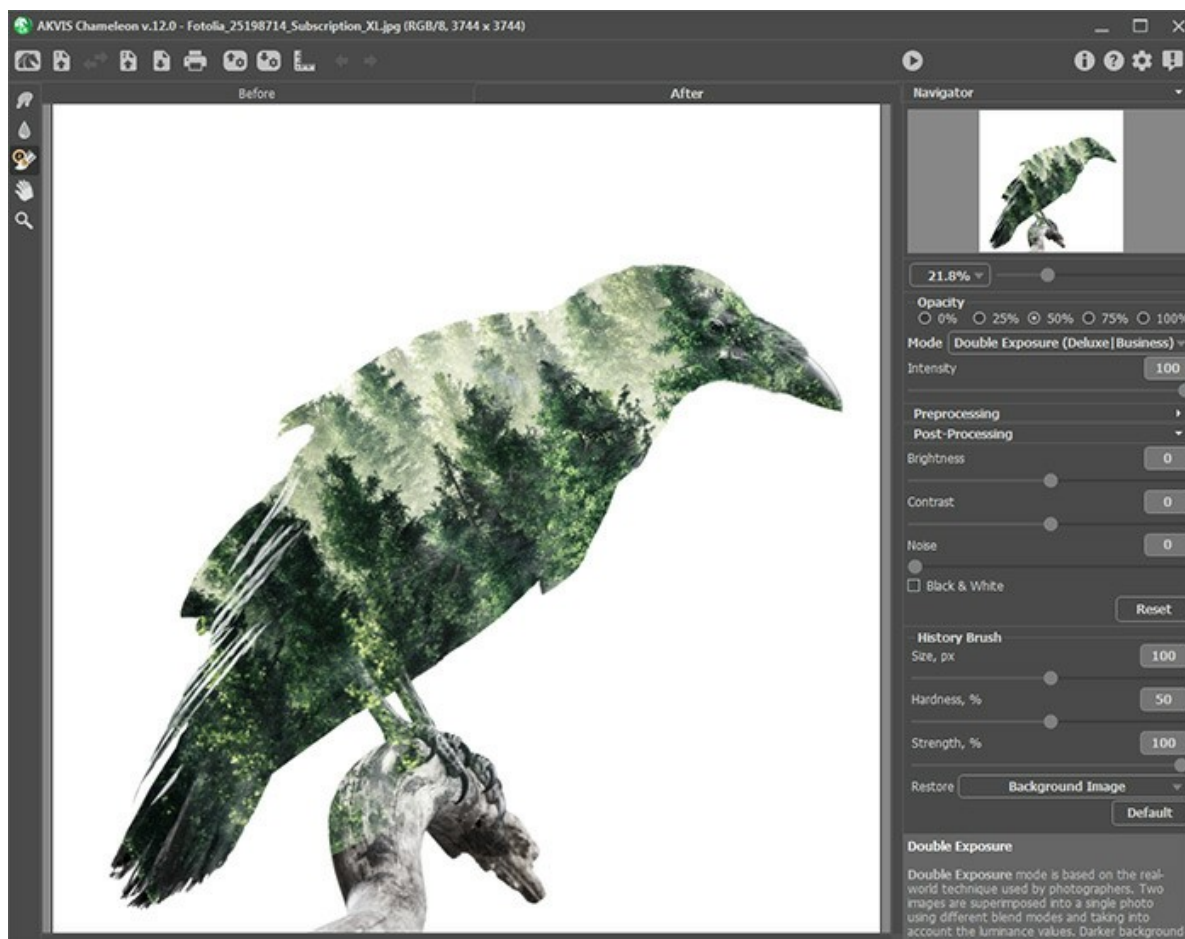 AKVIS Chameleon v.12.0 - Fotolia_25198714_Subscription_XL.jpg (RGB/8, 3744 x 3744)
Before
After
Navigator
21.8%
Opacity
0% 25% 50% 75% 100%
Mode Double Exposure (Deluxe|Business)
Intensity 100
Preprocessing
Post-Processing
Brightness 0
Contrast 0
Noise 0
Black & White
Reset
History Brush
Size, px 100
Hardness, % 50
Strength, % 100
Restore Background Image
Default
Double Exposure
Double Exposure mode is based on the real-
world technique used by photographers. Two
images are superimposed into a single photo
using different blend modes and taking into
account the luminance values. Darker background